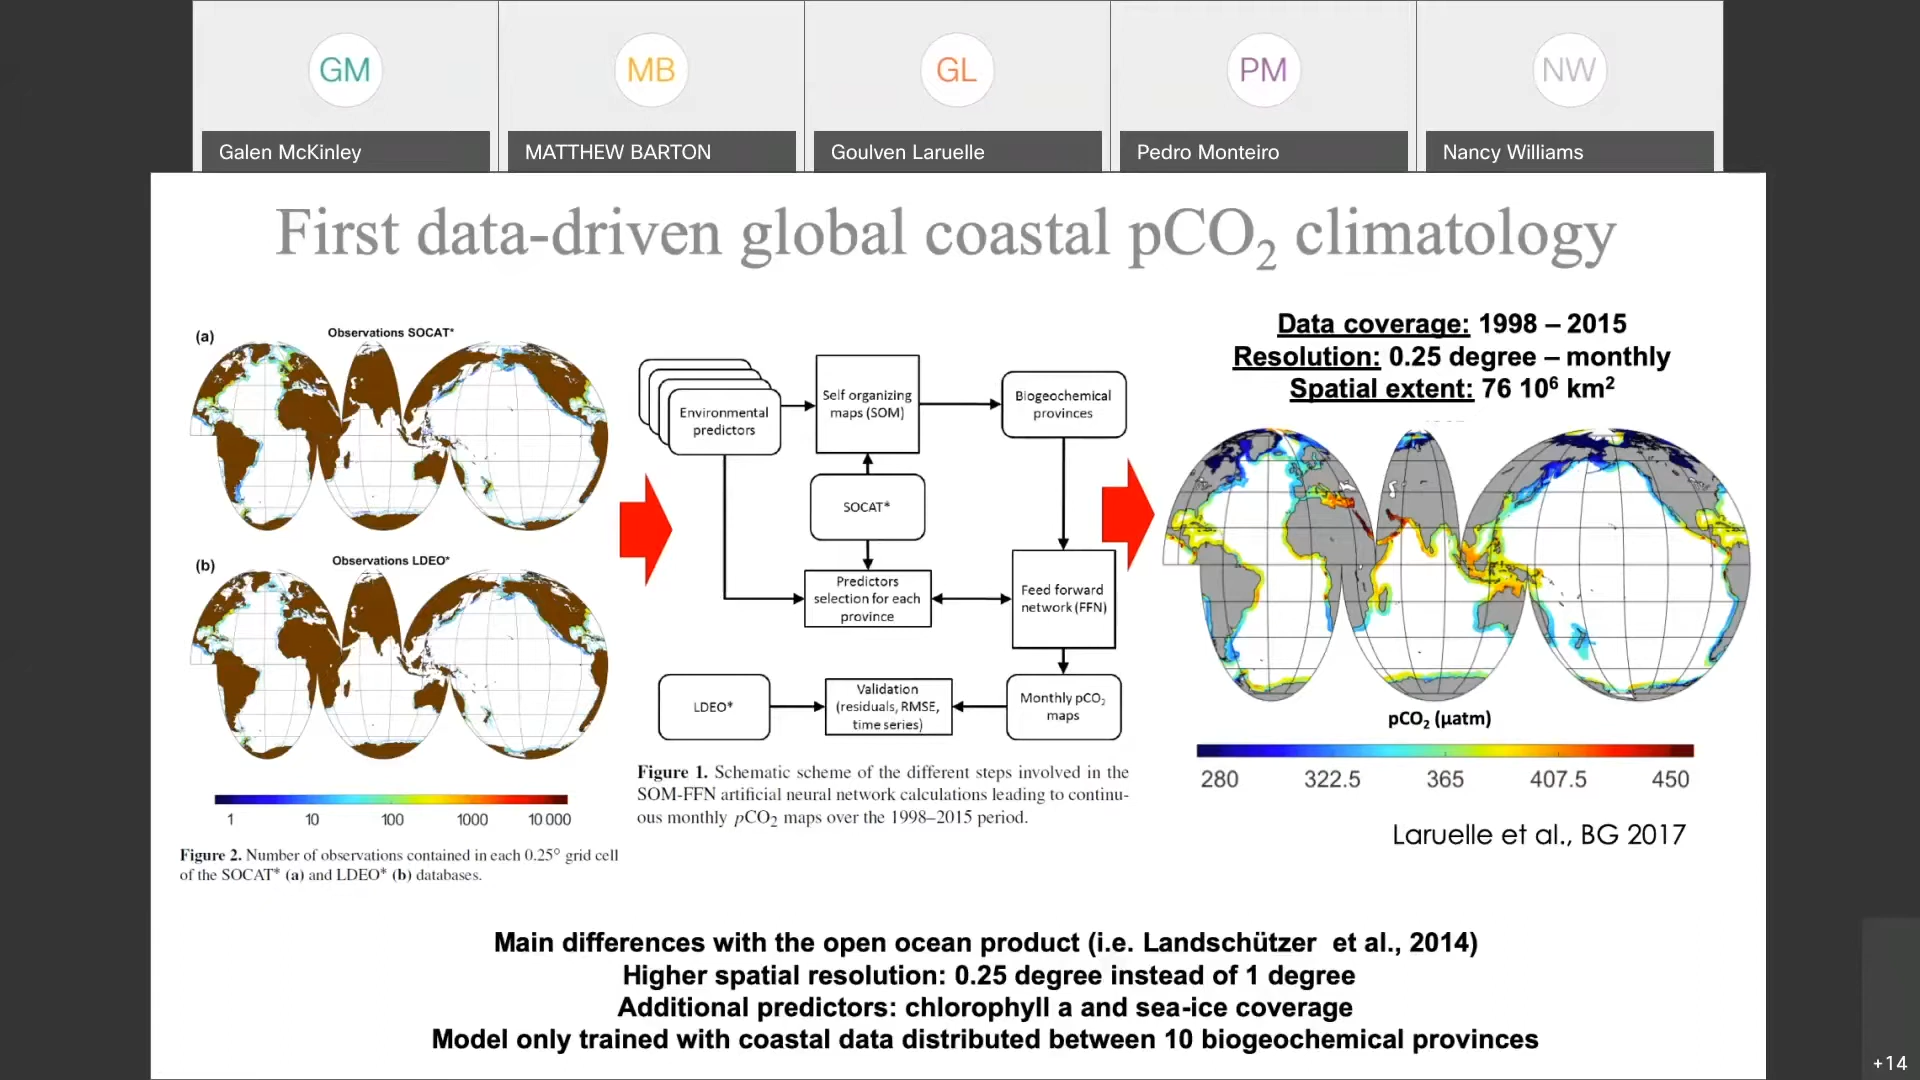 GM
MB
GL
PM
NW
Galen McKinley
MATTHEW BARTON
Goulven Laruelle
Pedro Monteiro
Nancy Williams
First data-driven global coastal pCO₂ climatology
(a)
Observations SOCAT*
(b)
Observations LDEO*
1
10
100
1000
10 000
Figure 2. Number of observations contained in each 0.25° grid cell
of the SOCAT* (a) and LDEO* (b) databases.
Environmental
predictors
Self organizing
maps (SOM)
Biogeochemical
provinces
SOCAT*
Predictors
selection for each
province
Feed forward
network (FFN)
LDEO*
Validation
(residuals, RMSE,
time series)
Monthly pCO₂
maps
Figure 1. Schematic scheme of the different steps involved in the
SOM-FFN artificial neural network calculations leading to continu-
ous monthly pCO₂ maps over the 1998–2015 period.
Data coverage: 1998 – 2015
Resolution: 0.25 degree – monthly
Spatial extent: 76 10⁶ km²
pCO₂ (µatm)
280
322.5
365
407.5
450
Laruelle et al., BG 2017
Main differences with the open ocean product (i.e. Landschützer et al., 2014)
Higher spatial resolution: 0.25 degree instead of 1 degree
Additional predictors: chlorophyll a and sea-ice coverage
Model only trained with coastal data distributed between 10 biogeochemical provinces
+14